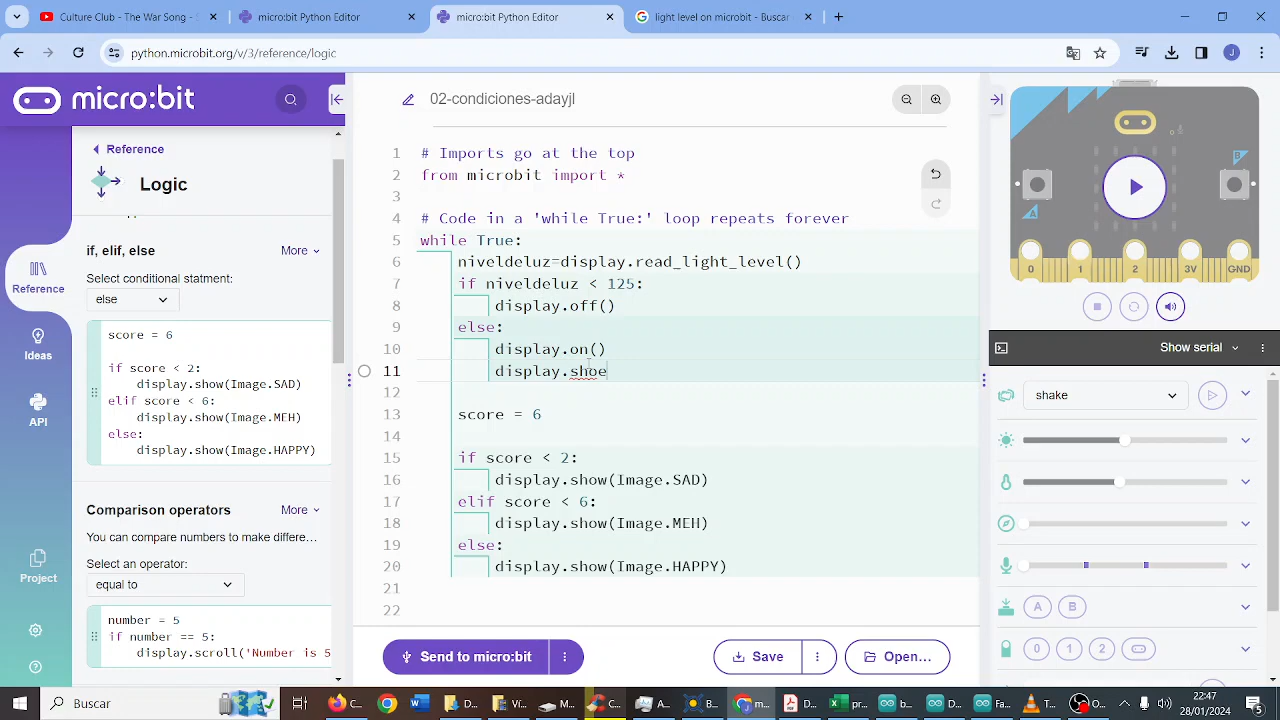 Culture Club - The War Song - S
microbit Python Editor
microbit Python Editor
light level on microbit - Buscar
python.microbit.org/v/3/reference/logic
J
micro:bit
02-condiciones-adayjl
Reference
Ideas
API
Project
Reference
Logic
if, elif, else
More
Select conditional statment:
else
score = 6
if score < 2:
display.show(Image.SAD)
elif score < 6:
display.show(Image.MEH)
else:
display.show(Image.HAPPY)
Comparison operators
More
You can compare numbers to make differe...
Select an operator:
equal to
number = 5
if number == 5:
display.scroll('Number is 5
1 # Imports go at the top
2 from microbit import *
3
4 # Code in a 'while True:' loop repeats forever
5 while True:
6 niveldeluz=display.read_light_level()
7 if niveldeluz < 125:
8 display.off()
9 else:
10 display.on()
11 display.shoe
12
13 score = 6
14
15 if score < 2:
16 display.show(Image.SAD)
17 elif score < 6:
18 display.show(Image.MEH)
19 else:
20 display.show(Image.HAPPY)
21
22
Send to micro:bit
Save
Open...
A
B
0 1 2 3V GND
Show serial
shake
A B
0 1 2
Buscar
C...
W...
D...
V...
M...
C...
A...
B...
m...
P...
E...
b...
D...
F...
V...
O...
22:47
28/01/2024